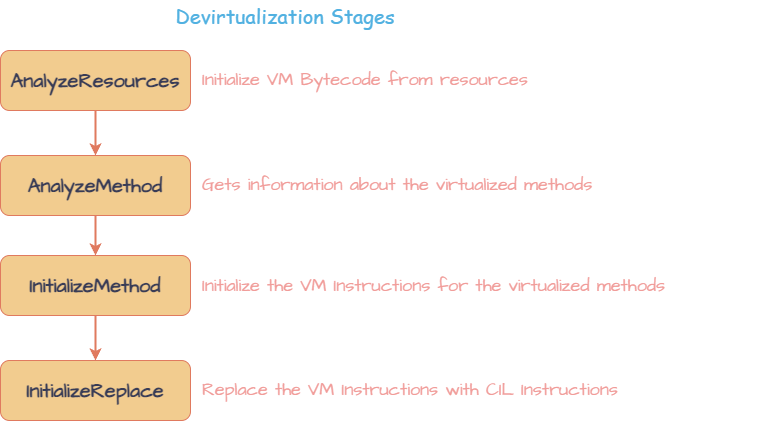 Devirtualization Stages
AnalyzeResources
Initialize VM Bytecode from resources
AnalyzeMethod
Gets information about the virtualized methods
InitializeMethod
Initialize the VM Instructions for the virtualized methods
InitializeReplace
Replace the VM Instructions with CIL Instructions